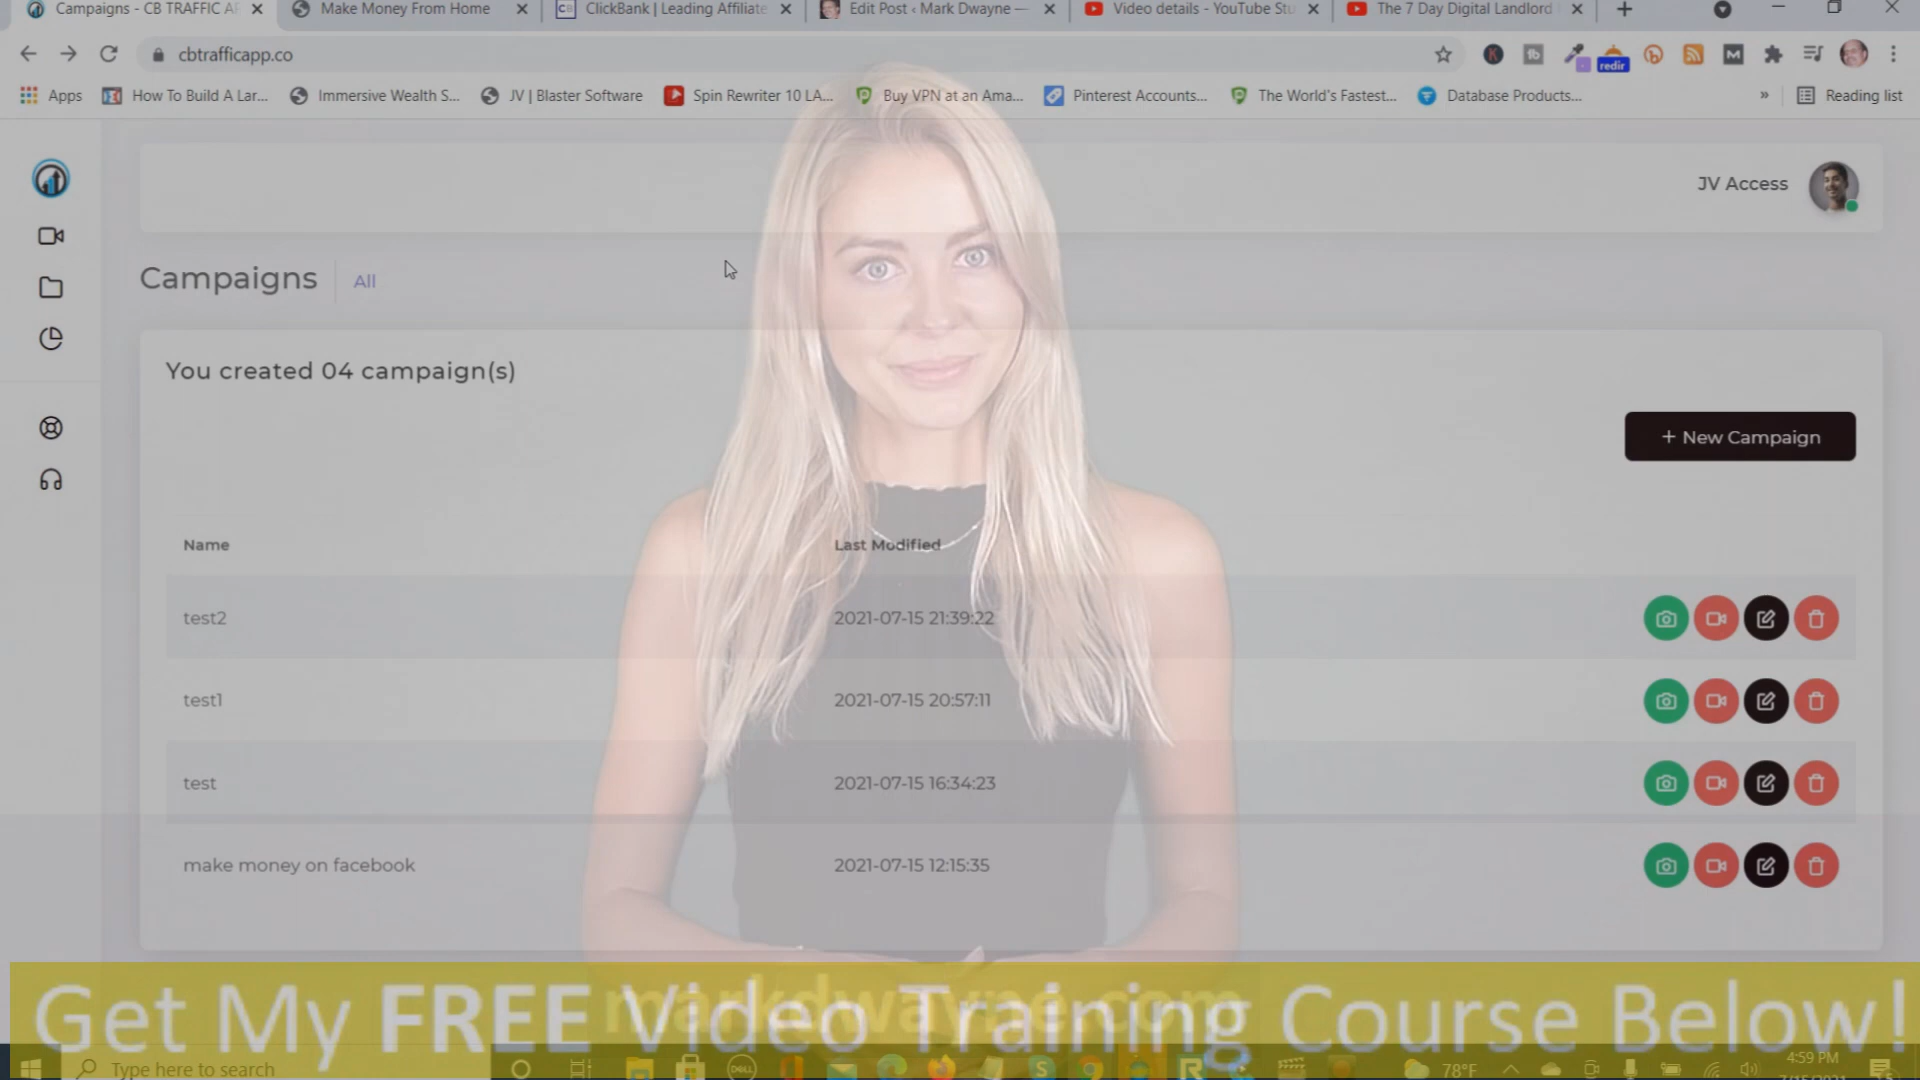 Campaigns - CB TRAFFIC AP
Make Money From Home
ClickBank | Leading Affiliate
Edit Post ‹ Mark Dwayne —
Video details - YouTube Stu
The 7 Day Digital Landlord
cbtrafficapp.co
redir
Apps
How To Build A Lar...
Immersive Wealth S...
JV | Blaster Software
Spin Rewriter 10 LA...
Buy VPN at an Ama...
Pinterest Accounts...
The World's Fastest...
Database Products...
»
Reading list
JV Access
Campaigns
All
You created 04 campaign(s)
+ New Campaign
Name
Last Modified
test2
2021-07-15 21:39:22
test1
2021-07-15 20:57:11
test
2021-07-15 16:34:23
make money on facebook
2021-07-15 12:15:35
Get My FREE Video Training Course Below!
markdwayne.com
Type here to search
78°F
4:59 PM